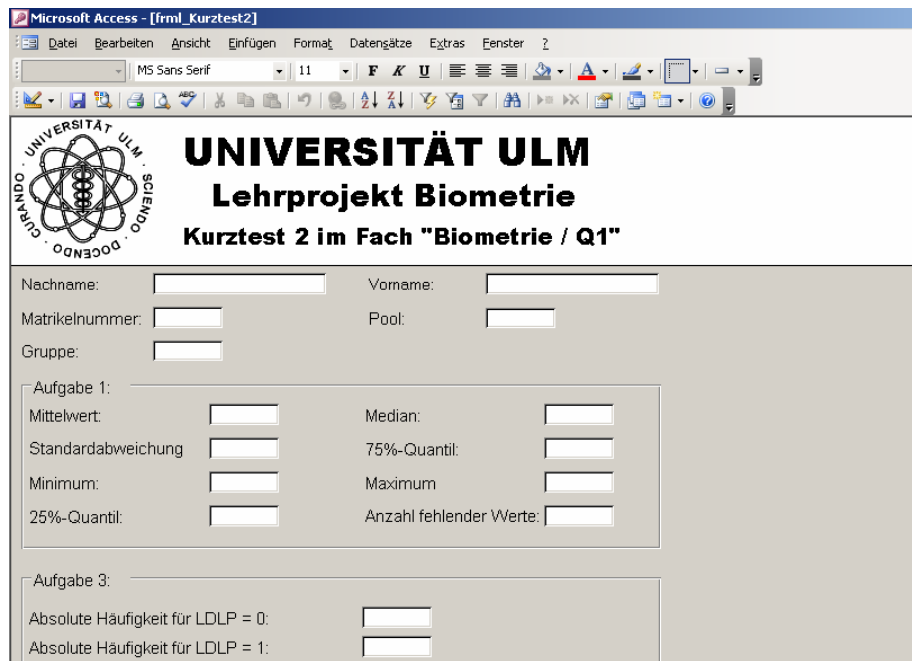 Microsoft Access - [frml_Kurztest2]
Datei Bearbeiten Ansicht Einfügen Format Datensätze Extras Fenster ?
MS Sans Serif 11 F K U
UNIVERSITÄT ULM · SCIENDO · DOCENDO · CURANDO ·
UNIVERSITÄT ULM
Lehrprojekt Biometrie
Kurztest 2 im Fach "Biometrie / Q1"
Nachname: Vorname:
Matrikelnummer: Pool:
Gruppe:
Aufgabe 1:
Mittelwert: Median:
Standardabweichung 75%-Quantil:
Minimum: Maximum
25%-Quantil: Anzahl fehlender Werte:
Aufgabe 3:
Absolute Häufigkeit für LDLP = 0:
Absolute Häufigkeit für LDLP = 1: